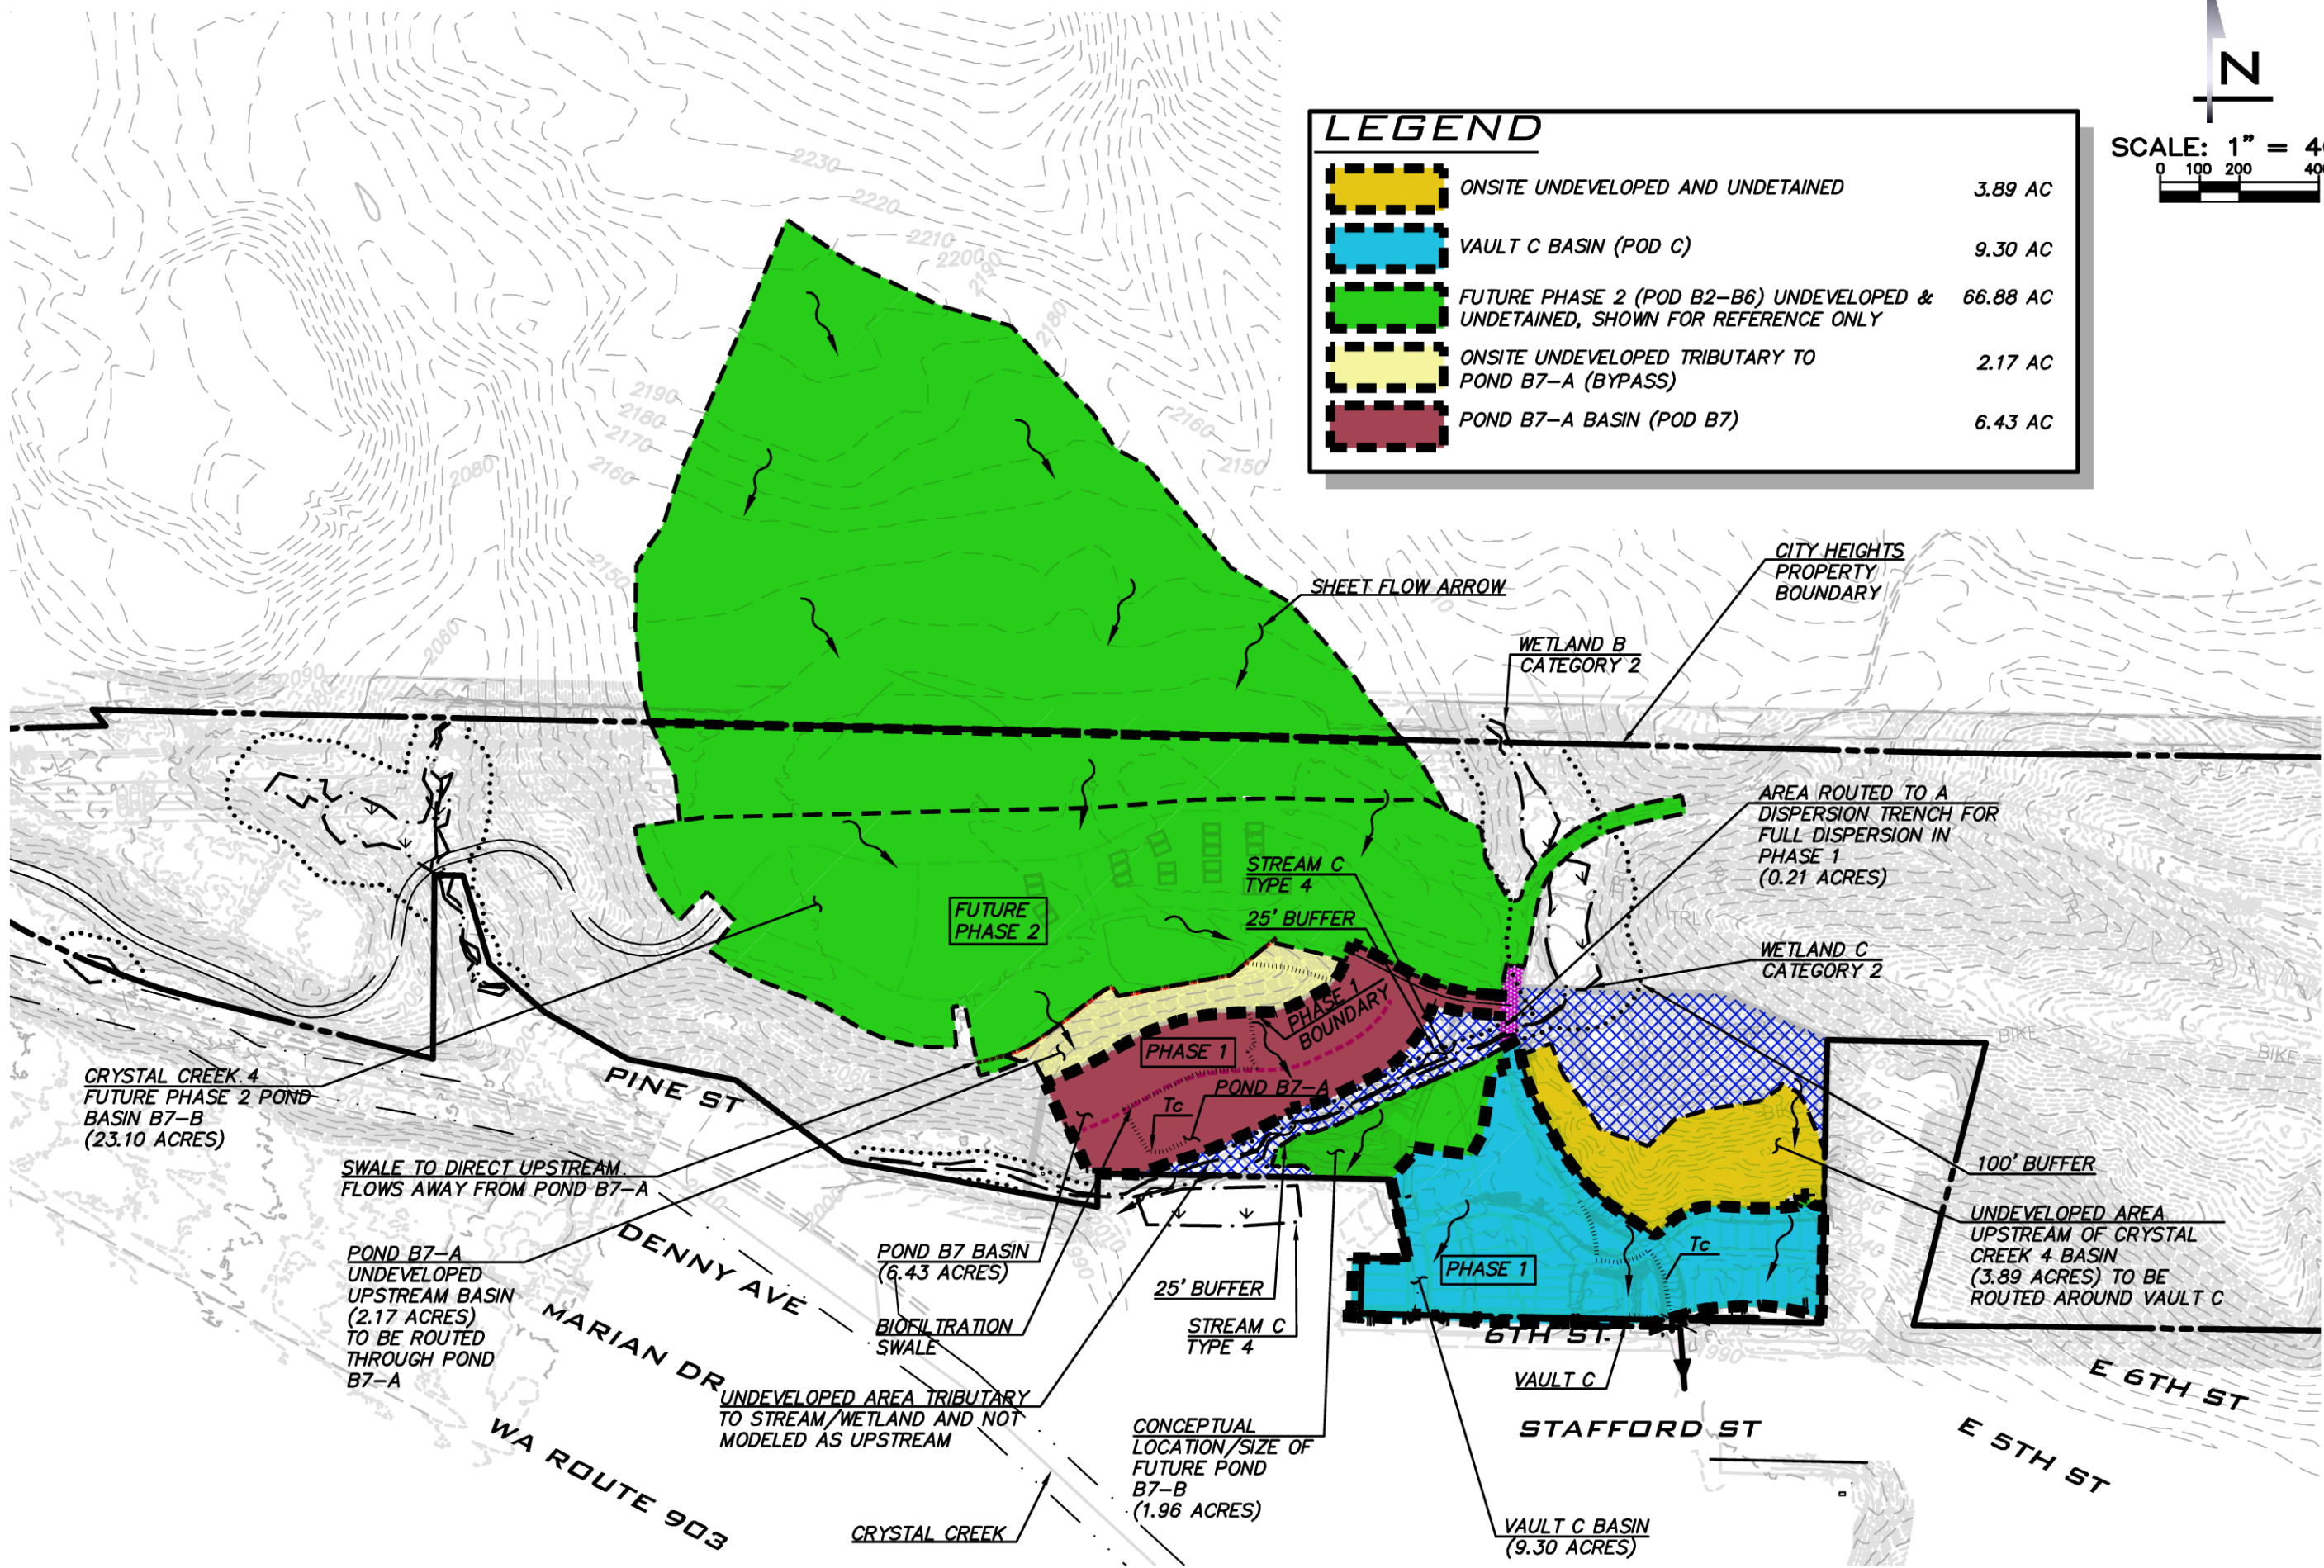 N
SCALE: 1" = 4
0 100 200 40
LEGEND
ONSITE UNDEVELOPED AND UNDETAINED 3.89 AC
VAULT C BASIN (POD C) 9.30 AC
FUTURE PHASE 2 (POD B2-B6) UNDEVELOPED & 66.88 AC
UNDETAINED, SHOWN FOR REFERENCE ONLY
ONSITE UNDEVELOPED TRIBUTARY TO 2.17 AC
POND B7-A (BYPASS)
POND B7-A BASIN (POD B7) 6.43 AC
2230
2220
2210
2200
2190
2180
2190
2180
2170
2160
2080
2160
2150
2150
2060
2090
SHEET FLOW ARROW
CITY HEIGHTS
PROPERTY
BOUNDARY
WETLAND B
CATEGORY 2
AREA ROUTED TO A
DISPERSION TRENCH FOR
FULL DISPERSION IN
PHASE 1
(0.21 ACRES)
STREAM C
TYPE 4
25' BUFFER
FUTURE
PHASE 2
TRL
WETLAND C
CATEGORY 2
PHASE 1
BOUNDARY
PHASE 1
POND B7-A
Tc
BIKE
BIKE
BIKE
CRYSTAL CREEK 4
FUTURE PHASE 2 POND
BASIN B7-B
(23.10 ACRES)
PINE ST
SWALE TO DIRECT UPSTREAM
FLOWS AWAY FROM POND B7-A
100' BUFFER
UNDEVELOPED AREA
UPSTREAM OF CRYSTAL
CREEK 4 BASIN
(3.89 ACRES) TO BE
ROUTED AROUND VAULT C
POND B7-A
UNDEVELOPED
UPSTREAM BASIN
(2.17 ACRES)
TO BE ROUTED
THROUGH POND
B7-A
DENNY AVE
MARIAN DR
WA ROUTE 903
POND B7 BASIN
(6.43 ACRES)
BIOFILTRATION
SWALE
25' BUFFER
STREAM C
TYPE 4
PHASE 1
Tc
6TH ST.
1990
1990
VAULT C
STAFFORD ST
E 6TH ST
E 5TH ST
UNDEVELOPED AREA TRIBUTARY
TO STREAM/WETLAND AND NOT
MODELED AS UPSTREAM
CONCEPTUAL
LOCATION/SIZE OF
FUTURE POND
B7-B
(1.96 ACRES)
CRYSTAL CREEK
VAULT C BASIN
(9.30 ACRES)